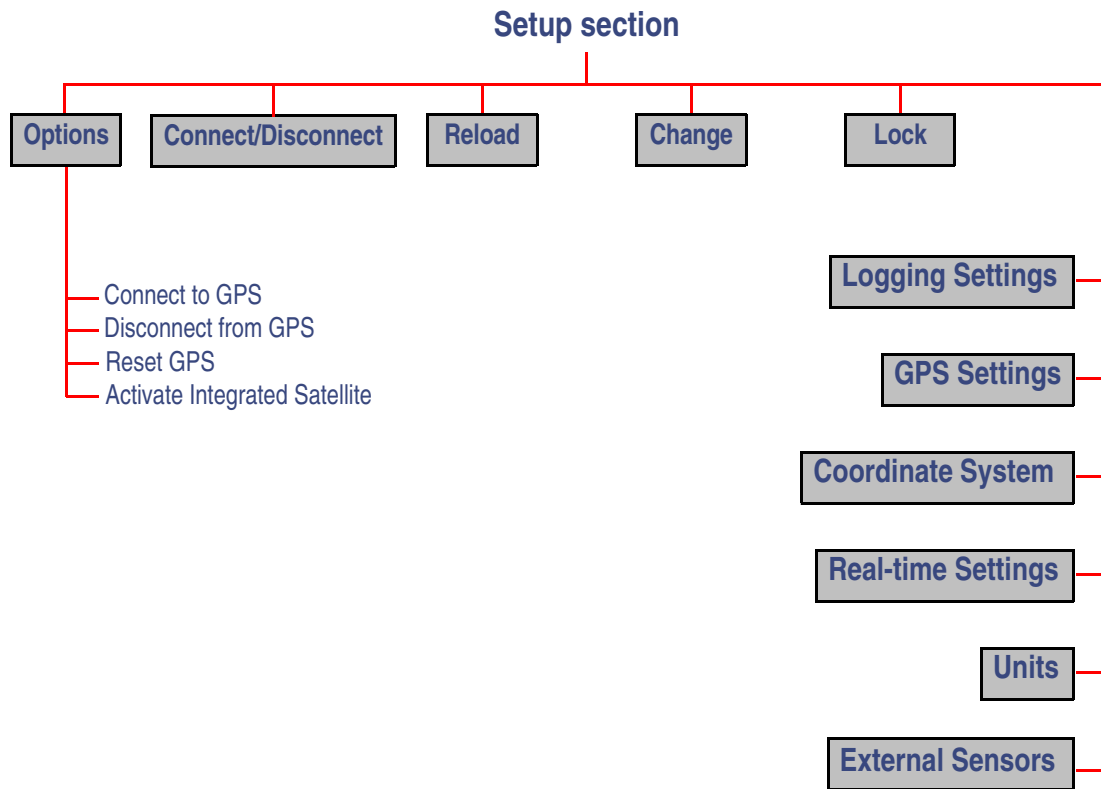 Setup section
Options
Connect/Disconnect
Reload
Change
Lock
Connect to GPS
Disconnect from GPS
Reset GPS
Activate Integrated Satellite
Logging Settings
GPS Settings
Coordinate System
Real-time Settings
Units
External Sensors